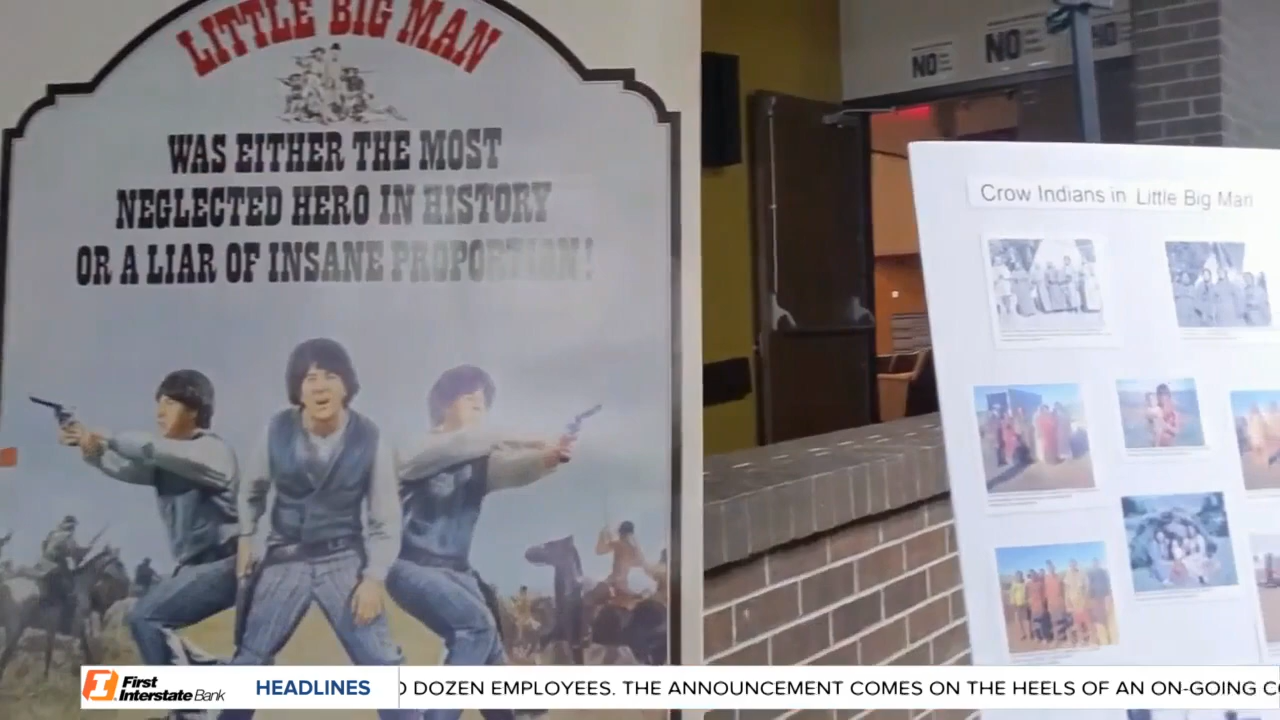 LITTLE BIG MAN
WAS EITHER THE MOST
NEGLECTED HERO IN HISTORY
OR A LIAR OF INSANE PROPORTION!
NO
NO
NO
Crow Indians in Little Big Man
First
Interstate Bank
HEADLINES
DOZEN EMPLOYEES. THE ANNOUNCEMENT COMES ON THE HEELS OF AN ON-GOING